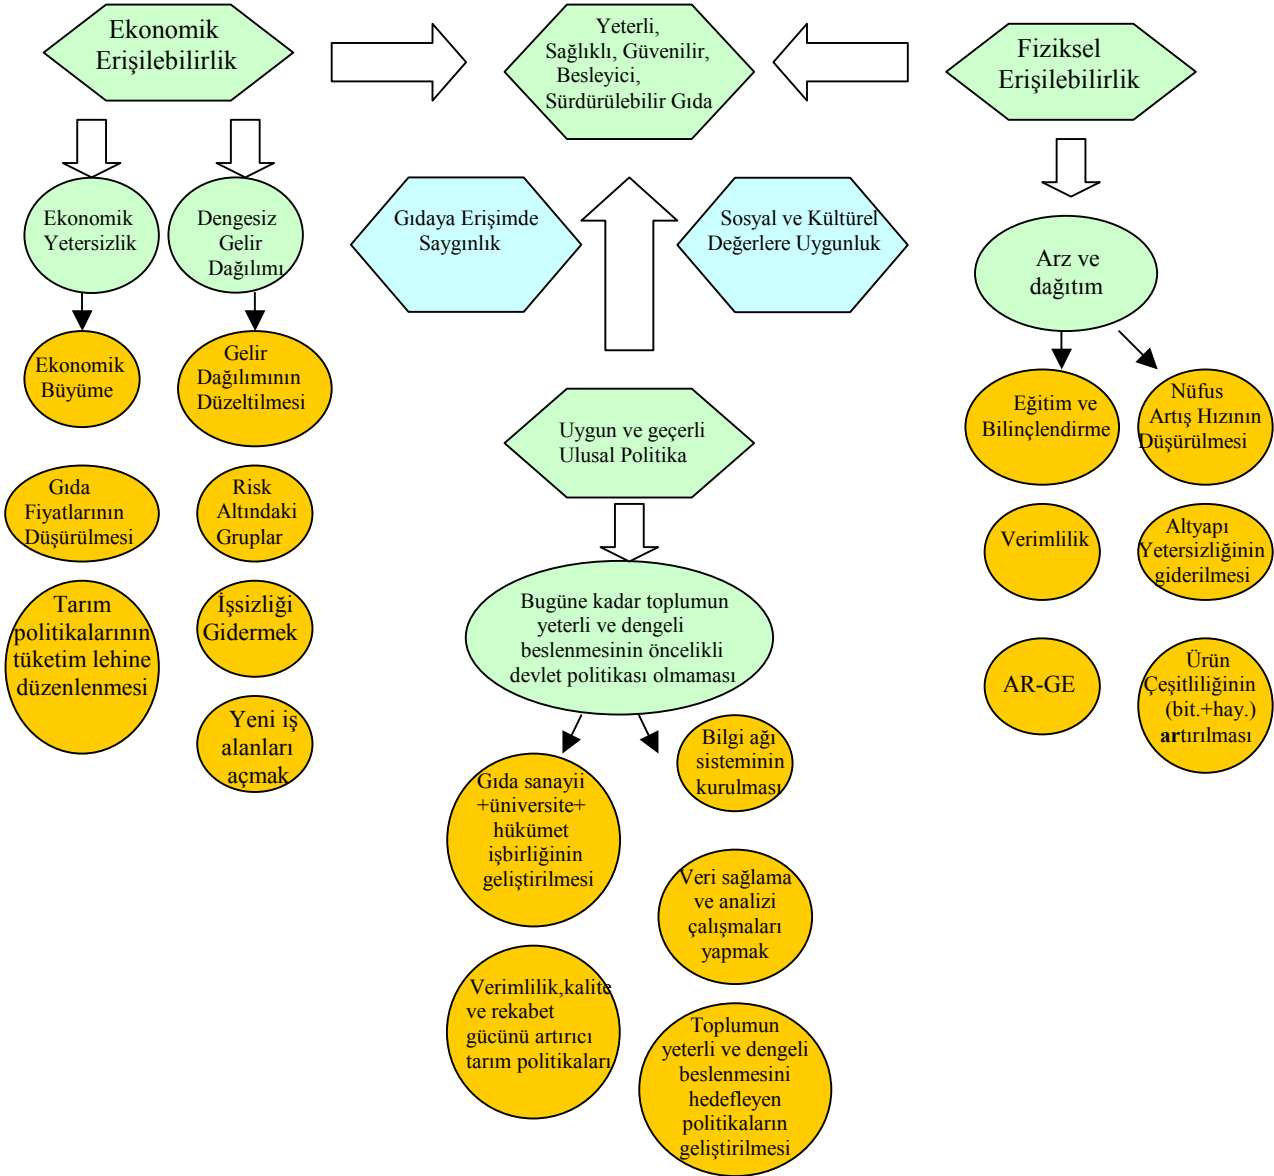 Ekonomik
Erişilebilirlik
Yeterli,
Sağlıklı, Güvenilir,
Besleyici,
Sürdürülebilir Gıda
Fiziksel
Erişilebilirlik
Ekonomik
Yetersizlik
Dengesiz
Gelir
Dağılımı
Gıdaya Erişimde
Saygınlık
Sosyal ve Kültürel
Değerlere Uygunluk
Arz ve
dağıtım
Ekonomik
Büyüme
Gelir
Dağılımının
Düzeltilmesi
Uygun ve geçerli
Ulusal Politika
Eğitim ve
Bilinçlendirme
Nüfus
Artış Hızının
Düşürülmesi
Gıda
Fiyatlarının
Düşürülmesi
Risk
Altındaki
Gruplar
Verimlilik
Altyapı
Yetersizliğinin
giderilmesi
Tarım
politikalarının
tüketim lehine
düzenlenmesi
İşsizliği
Gidermek
Bugüne kadar toplumun
yeterli ve dengeli
beslenmesinin öncelikli
devlet politikası olmaması
AR-GE
Ürün
Çeşitliliğinin
(bit.+hay.)
artırılması
Yeni iş
alanları
açmak
Bilgi ağı
sisteminin
kurulması
Gıda sanayii
+üniversite+
hükümet
işbirliğinin
geliştirilmesi
Veri sağlama
ve analizi
çalışmaları
yapmak
Verimlilik,kalite
ve rekabet
gücünü artırıcı
tarım politikaları
Toplumun
yeterli ve dengeli
beslenmesini
hedefleyen
politikaların
geliştirilmesi